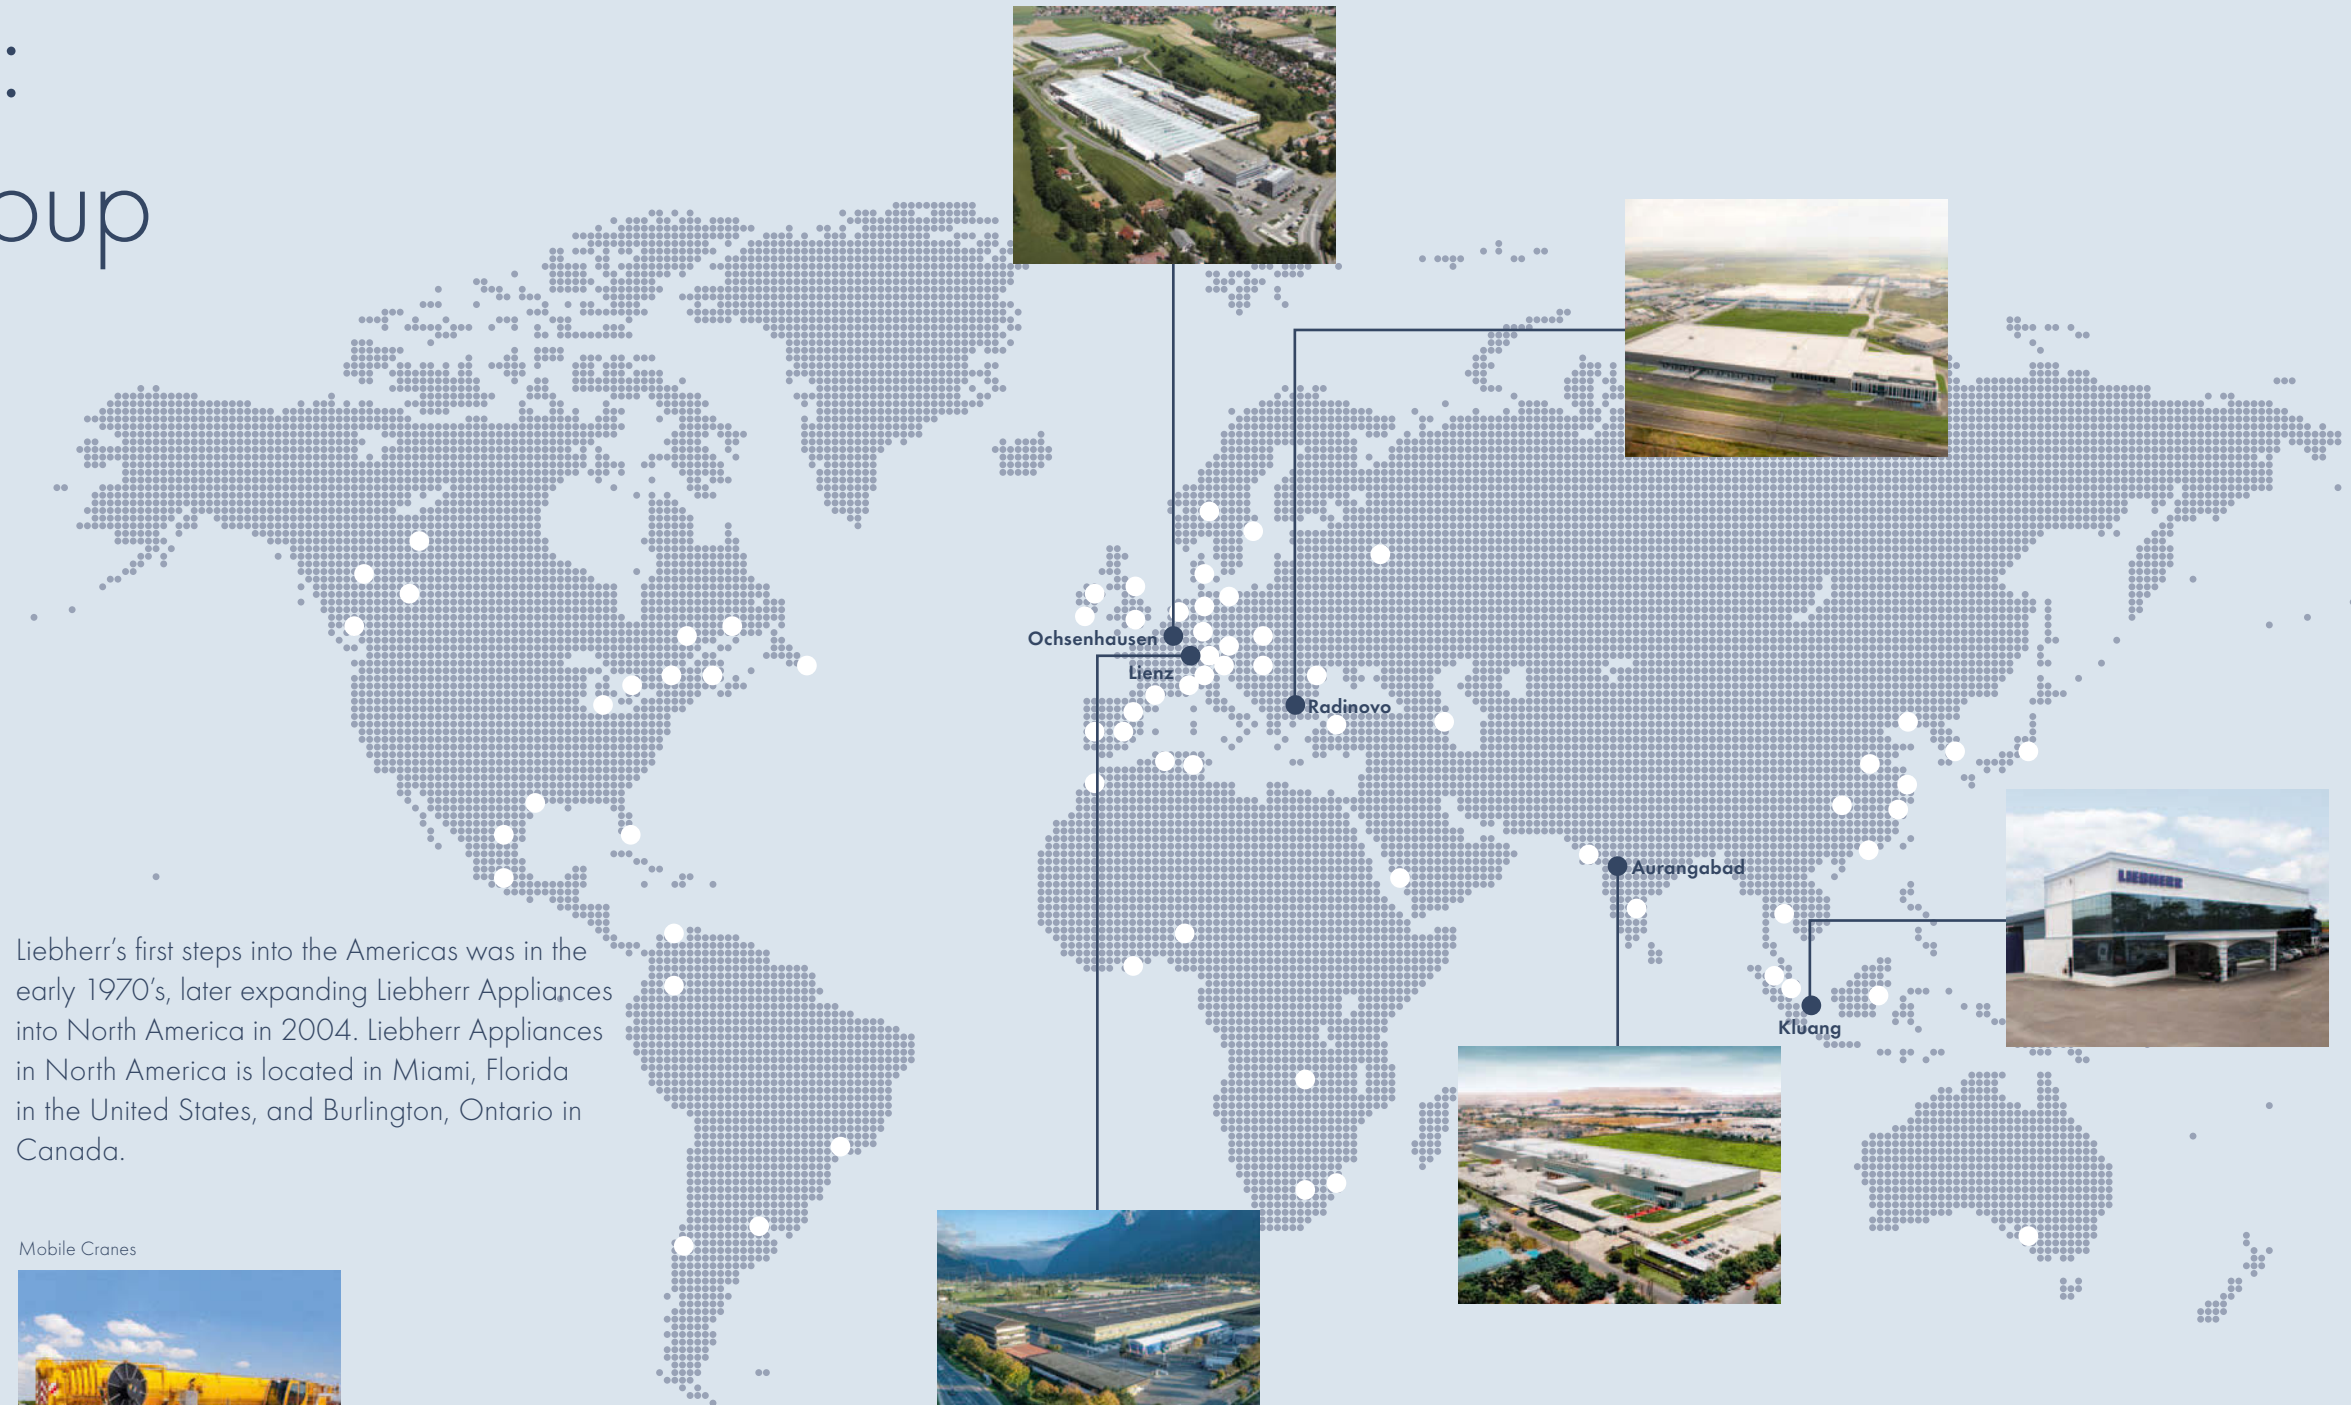 :
:
oup
Ochsenhausen
Lienz
Radinovo
Aurangabad
LIEBHERR
Kluang
Liebherr’s first steps into the Americas was in the
early 1970’s, later expanding Liebherr Appliances
into North America in 2004. Liebherr Appliances
in North America is located in Miami, Florida
in the United States, and Burlington, Ontario in
Canada.
Mobile Cranes